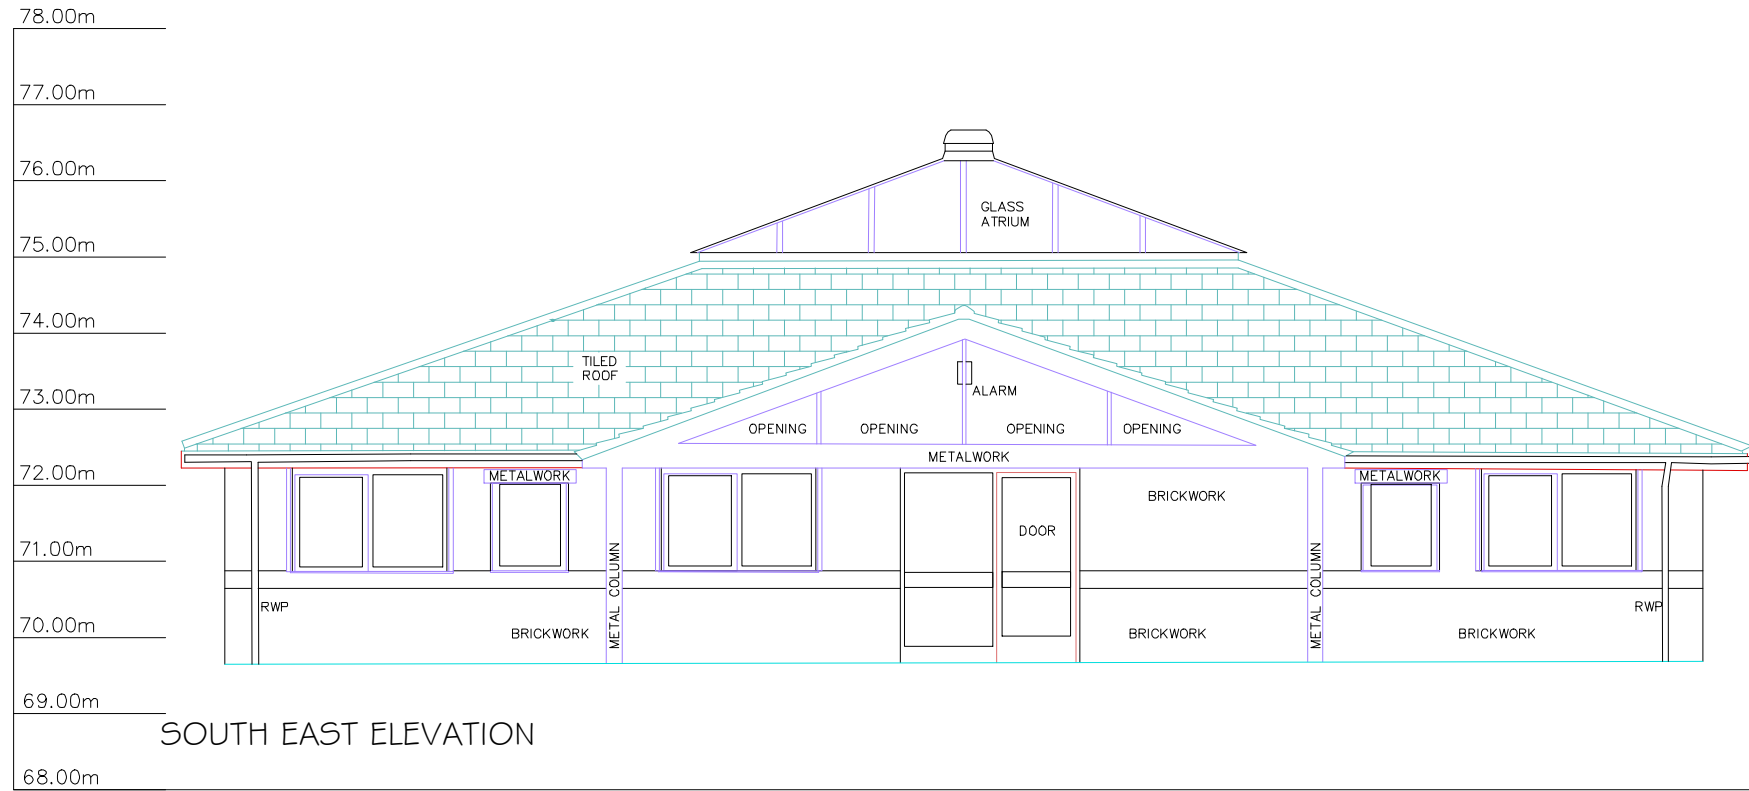 78.00m
77.00m
76.00m
75.00m
74.00m
73.00m
72.00m
71.00m
70.00m
69.00m
68.00m
GLASS
ATRIUM
TILED
ROOF
ALARM
OPENING
OPENING
OPENING
OPENING
METALWORK
METALWORK
METALWORK
BRICKWORK
DOOR
METAL COLUMN
METAL COLUMN
RWP
RWP
BRICKWORK
BRICKWORK
BRICKWORK
SOUTH EAST ELEVATION